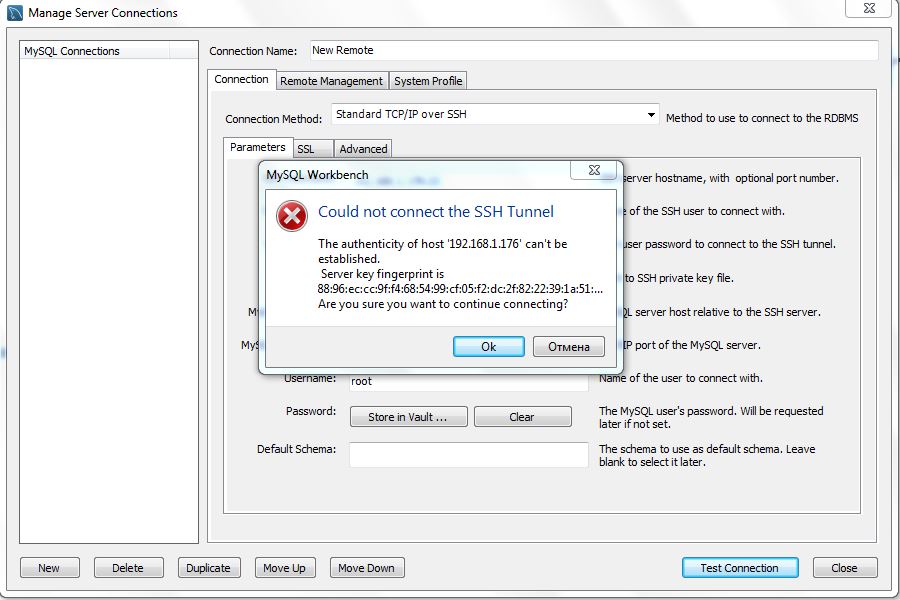 Manage Server Connections
MySQL Connections
Connection Name: New Remote
Connection Remote Management System Profile
Connection Method: Standard TCP/IP over SSH Method to use to connect to the RDBMS
Parameters SSL Advanced
MySQL Workbench
server hostname, with optional port number.
Could not connect the SSH Tunnel
of the SSH user to connect with.
The authenticity of host '192.168.1.176' can't be
established.
user password to connect to the SSH tunnel.
Server key fingerprint is
to SSH private key file.
88:96:ec:cc:9f:f4:68:54:99:cf:05:f2:dc:2f:82:22:39:1a:51:...
Are you sure you want to continue connecting?
server host relative to the SSH server.
Ok Отмена
IP port of the MySQL server.
Username: root Name of the user to connect with.
Password: Store in Vault ... Clear The MySQL user's password. Will be requested
later if not set.
Default Schema: The schema to use as default schema. Leave
blank to select it later.
New Delete Duplicate Move Up Move Down Test Connection Close